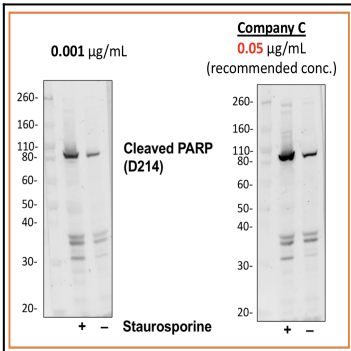 0.001 µg/mL
Company C
0.05 µg/mL
(recommended conc.)
260-
160-
110-
80-
60-
50-
40-
30-
20-
Cleaved PARP
(D214)
260-
160-
110-
80-
60-
50-
40-
30-
20-
+ – Staurosporine + –